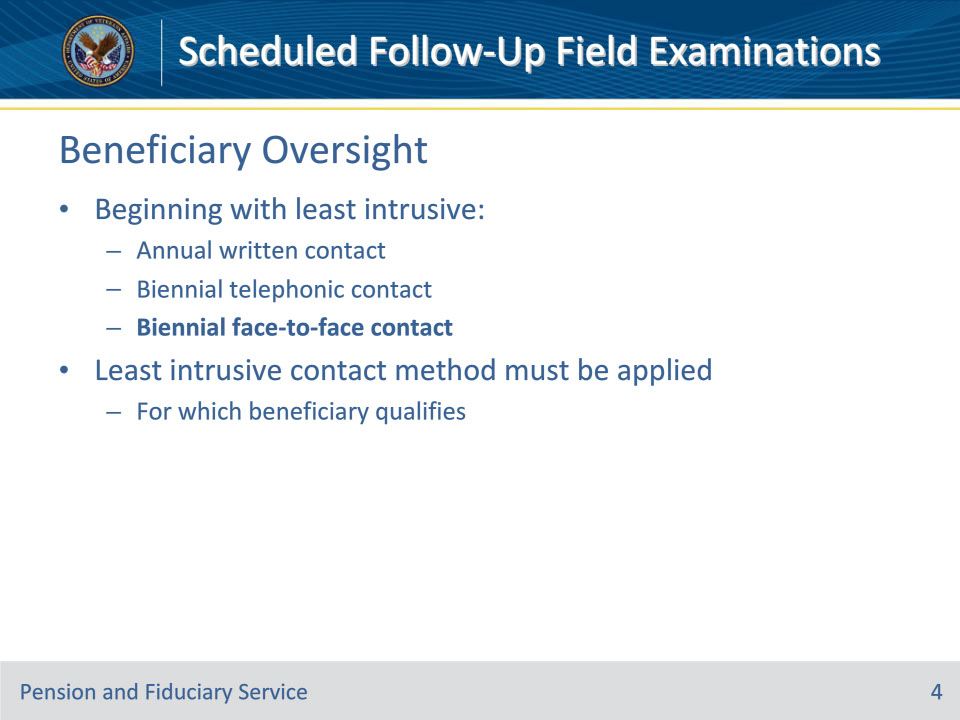 Scheduled Follow-Up Field Examinations
Beneficiary Oversight
• Beginning with least intrusive:
– Annual written contact
– Biennial telephonic contact
– Biennial face-to-face contact
• Least intrusive contact method must be applied
– For which beneficiary qualifies
Pension and Fiduciary Service
4